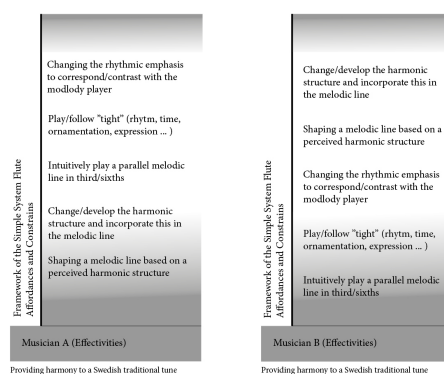 Framework of the Simple System Flute
Affordances and Constrains
Changing the rhythmic emphasis
to correspond/contrast with the
modlody player
Play/follow "tight" (rhytm, time,
ornamentation, expression ... )
Intuitively play a parallel melodic
line in third/sixths
Change/develop the harmonic
structure and incorporate this in
the melodic line
Shaping a melodic line based on a
perceived harmonic structure
Musician A (Effectivities)
Providing harmony to a Swedish traditional tune
Framework of the Simple System Flute
Affordances and Constrains
Change/develop the harmonic
structure and incorporate this in
the melodic line
Shaping a melodic line based on a
perceived harmonic structure
Changing the rhythmic emphasis
to correspond/contrast with the
modlody player
Play/follow "tight" (rhytm, time,
ornamentation, expression ... )
Intuitively play a parallel melodic
line in third/sixths
Musician B (Effectivities)
Providing harmony to a Swedish traditional tune